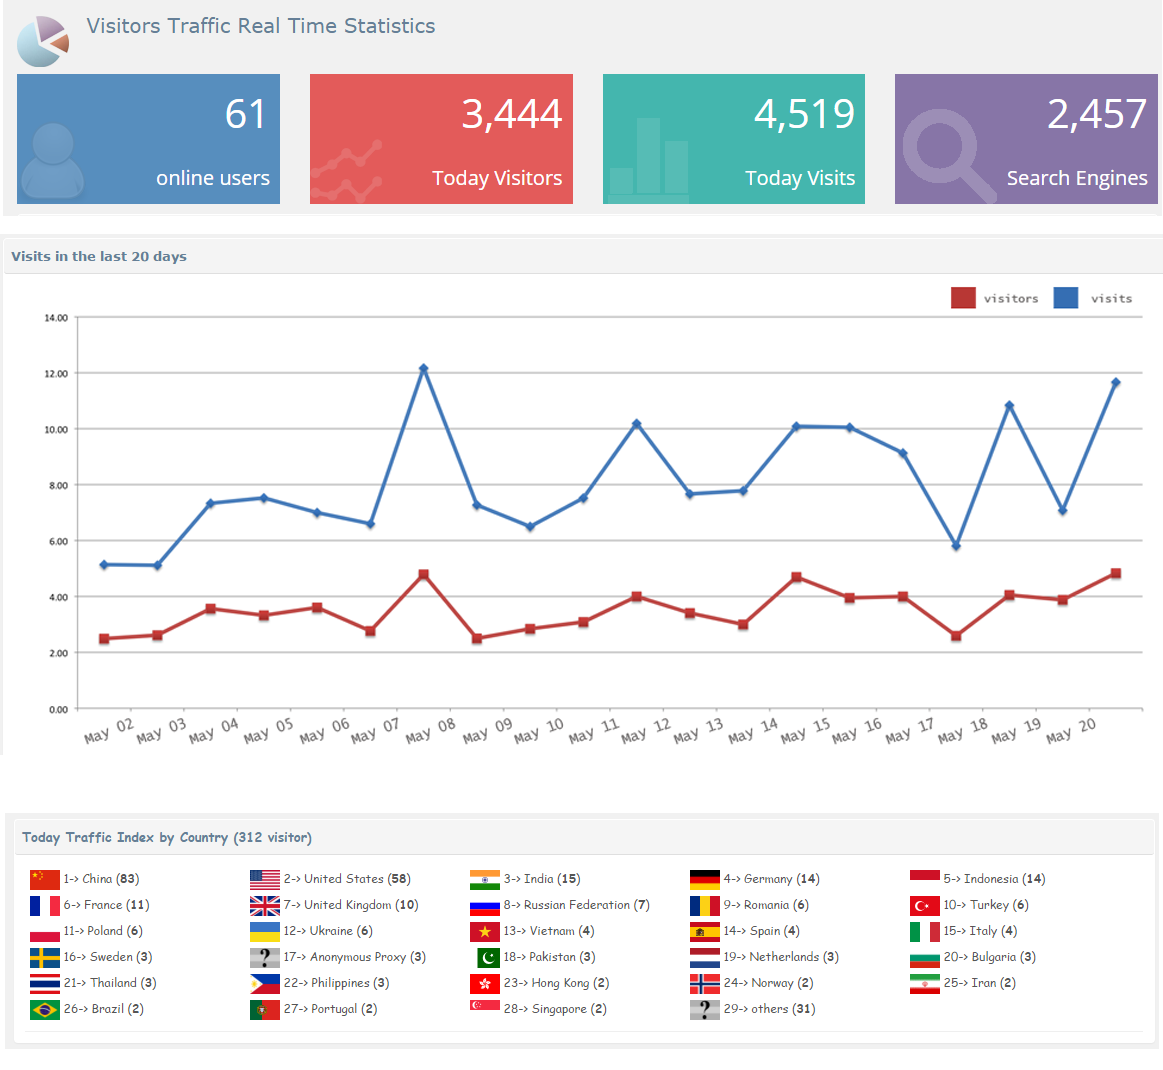 Visitors Traffic Real Time Statistics
61
online users
3,444
Today Visitors
4,519
Today Visits
2,457
Search Engines
Visits in the last 20 days
visitors visits
14.00
12.00
10.00
8.00
6.00
4.00
2.00
0.00
May 02 May 03 May 04 May 05 May 06 May 07 May 08 May 09 May 10 May 11 May 12 May 13 May 14 May 15 May 16 May 17 May 18 May 19 May 20
Today Traffic Index by Country (312 visitor)
1-> China (83) 2-> United States (58) 3-> India (15) 4-> Germany (14) 5-> Indonesia (14)
6-> France (11) 7-> United Kingdom (10) 8-> Russian Federation (7) 9-> Romania (6) 10-> Turkey (6)
11-> Poland (6) 12-> Ukraine (6) 13-> Vietnam (4) 14-> Spain (4) 15-> Italy (4)
16-> Sweden (3) ? 17-> Anonymous Proxy (3) 18-> Pakistan (3) 19-> Netherlands (3) 20-> Bulgaria (3)
21-> Thailand (3) 22-> Philippines (3) 23-> Hong Kong (2) 24-> Norway (2) 25-> Iran (2)
26-> Brazil (2) 27-> Portugal (2) 28-> Singapore (2) ? 29-> others (31)